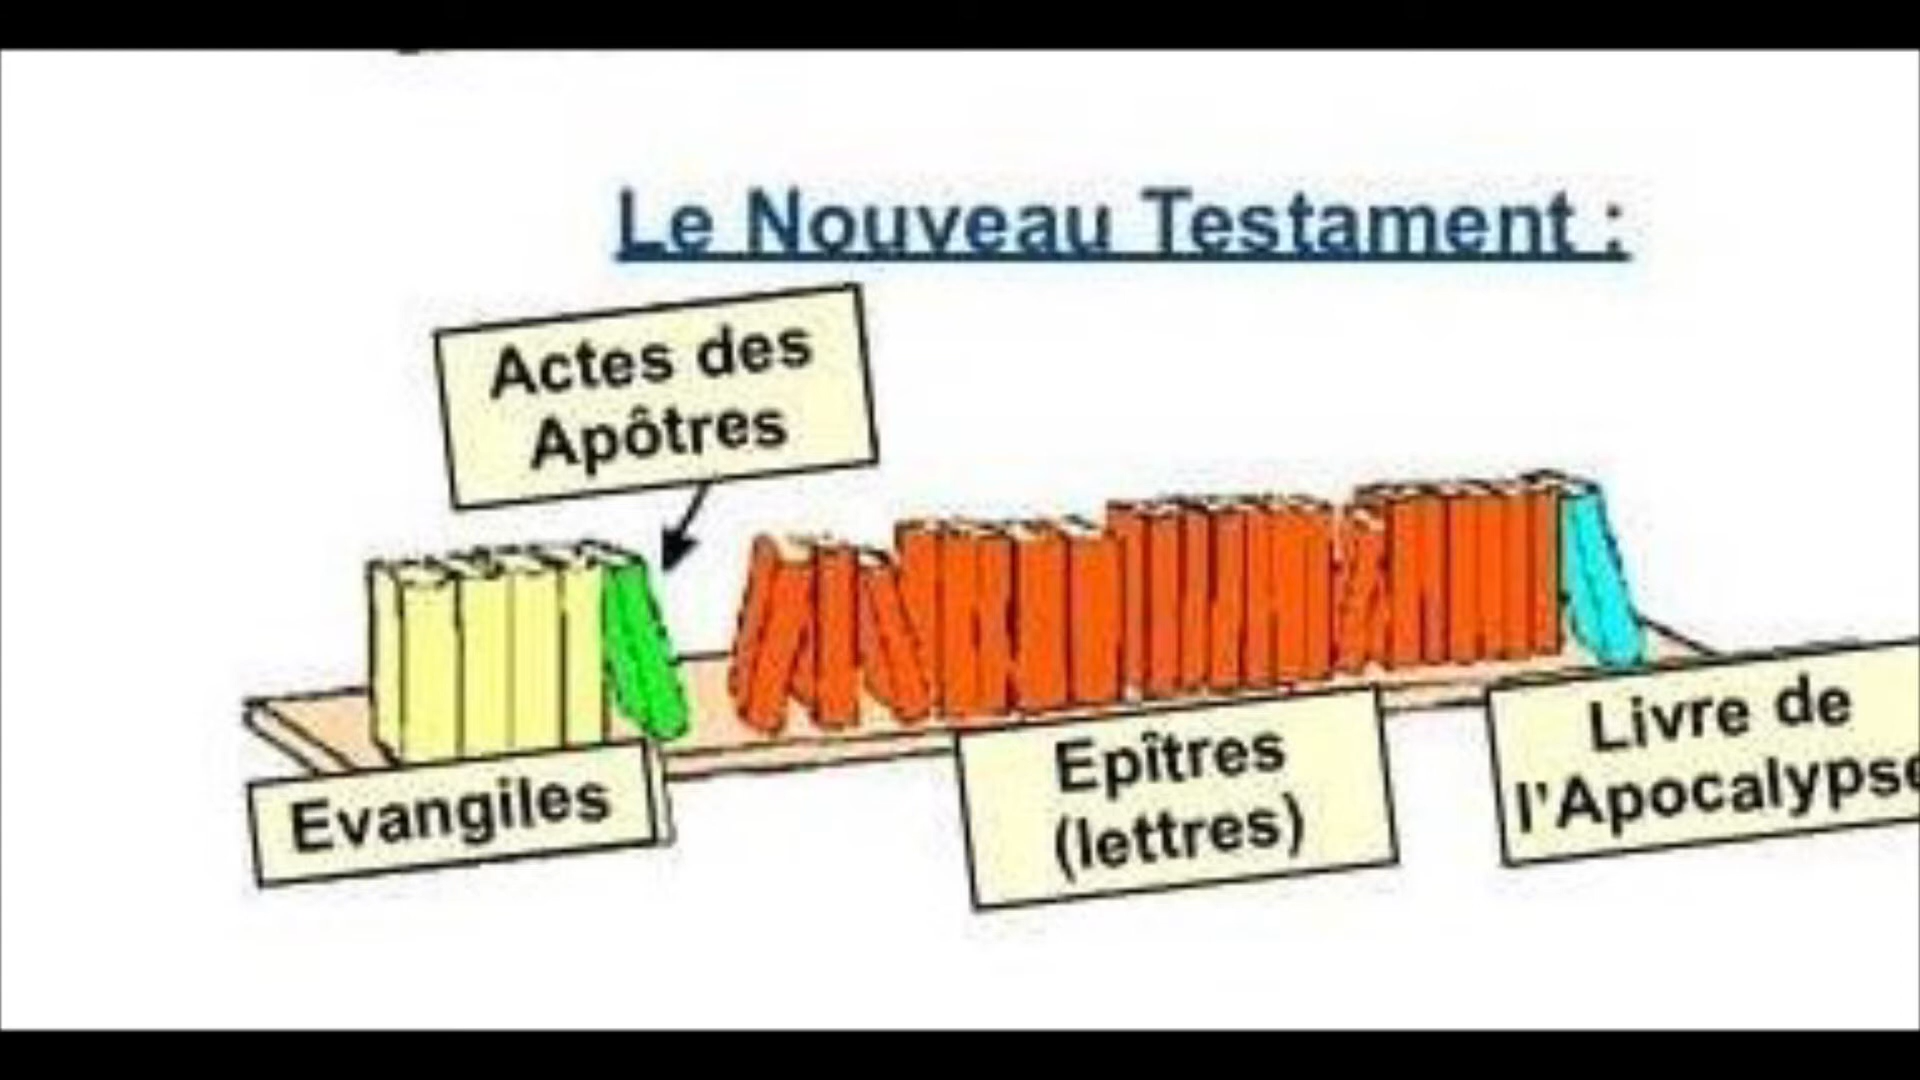 Le Nouveau Testament :
Actes des
Apôtres
Evangiles
Epîtres
(lettres)
Livre de
l'Apocalypse